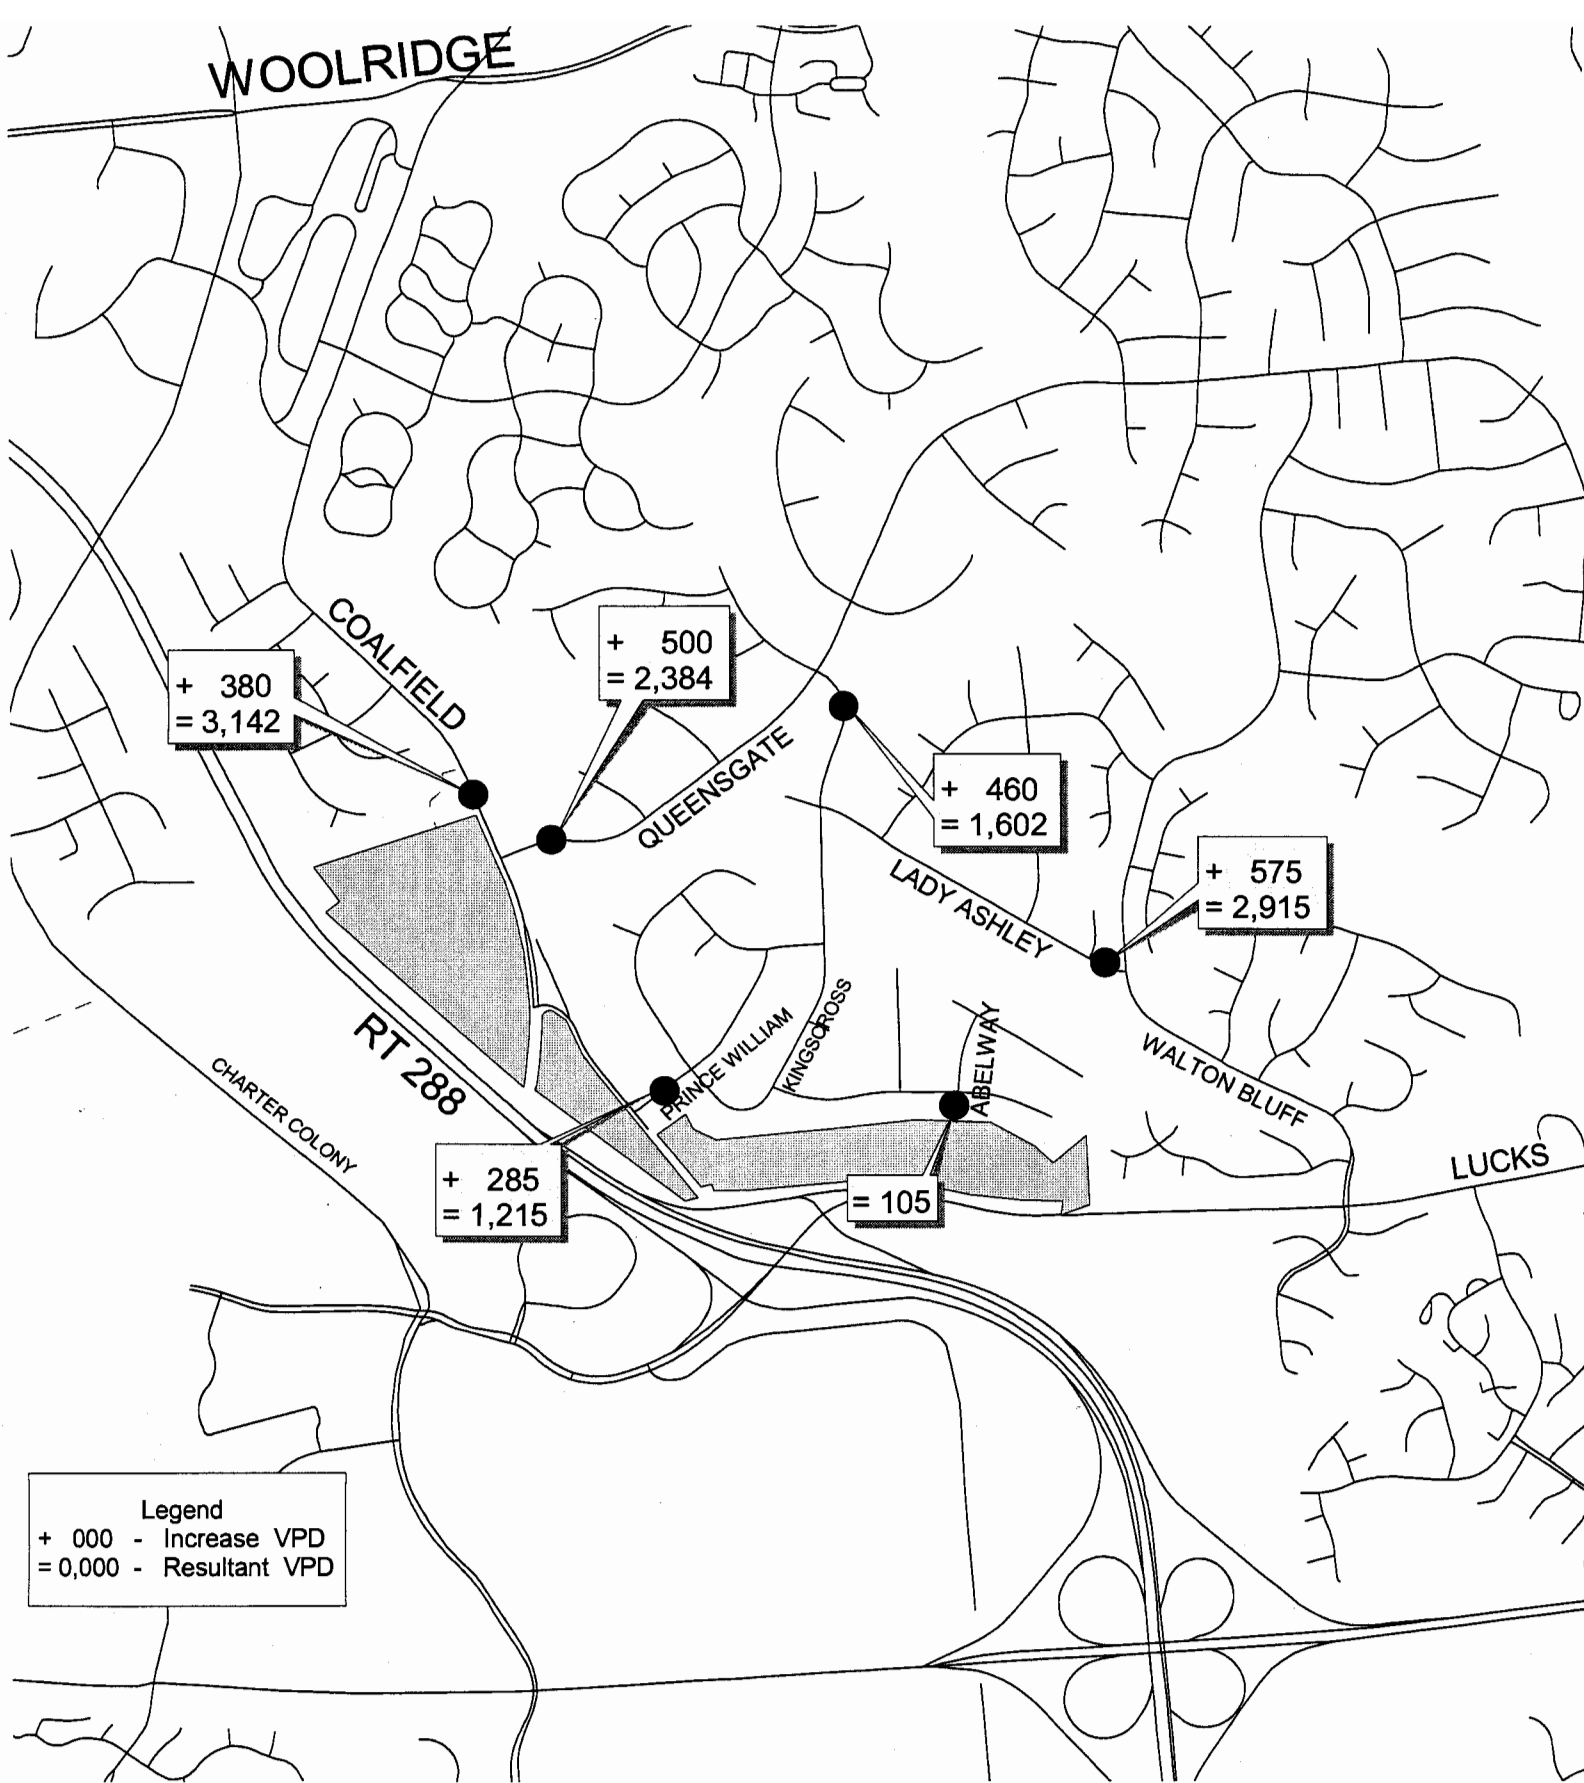 WOOLRIDGE
COALFIELD
+ 500
= 2,384
+ 380
= 3,142
QUEENSGATE
+ 460
= 1,602
LADY ASHLEY
+ 575
= 2,915
RT 288
PRINCE WILLIAM
KINGSCROSS
ABELWAY
WALTON BLUFF
CHARTER COLONY
LUCKS
+ 285
= 1,215
= 105
Legend
+ 000 - Increase VPD
= 0,000 - Resultant VPD